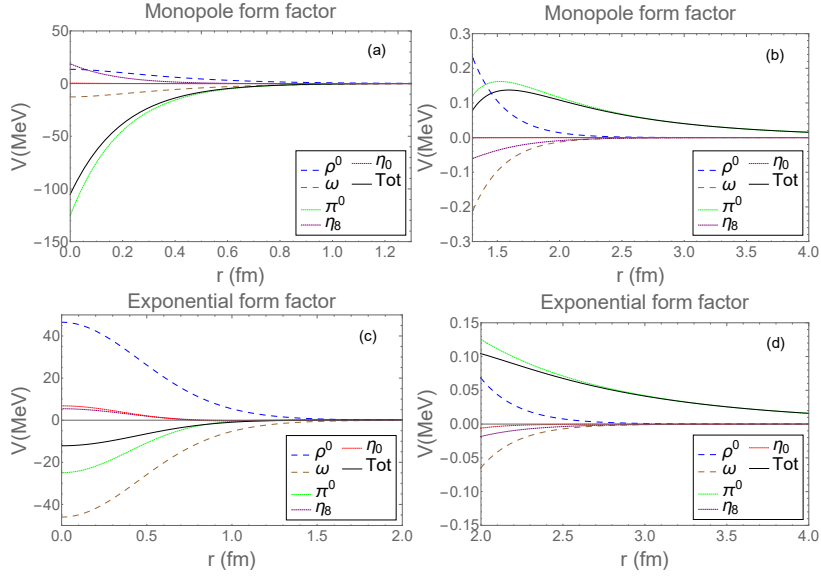 Monopole form factor
(a)
V(MeV)
50
0
−50
−100
−150
0.0 0.2 0.4 0.6 0.8 1.0 1.2
r (fm)
ρ⁰ η₀
ω Tot
π⁰
η₈
Monopole form factor
(b)
V(MeV)
0.3
0.2
0.1
0.0
−0.1
−0.2
−0.3
1.5 2.0 2.5 3.0 3.5 4.0
r (fm)
ρ⁰ η₀
ω Tot
π⁰
η₈
Exponential form factor
(c)
V(MeV)
40
20
0
−20
−40
0.0 0.5 1.0 1.5 2.0
r (fm)
ρ⁰ η₀
ω Tot
π⁰
η₈
Exponential form factor
(d)
V(MeV)
0.15
0.10
0.05
0.00
−0.05
−0.10
−0.15
2.0 2.5 3.0 3.5 4.0
r (fm)
ρ⁰ η₀
ω Tot
π⁰
η₈